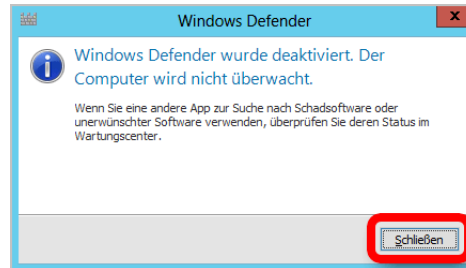 Windows Defender
x
Windows Defender wurde deaktiviert. Der
Computer wird nicht überwacht.
Wenn Sie eine andere App zur Suche nach Schadsoftware oder
unerwünschter Software verwenden, überprüfen Sie deren Status im
Wartungscenter.
Schließen